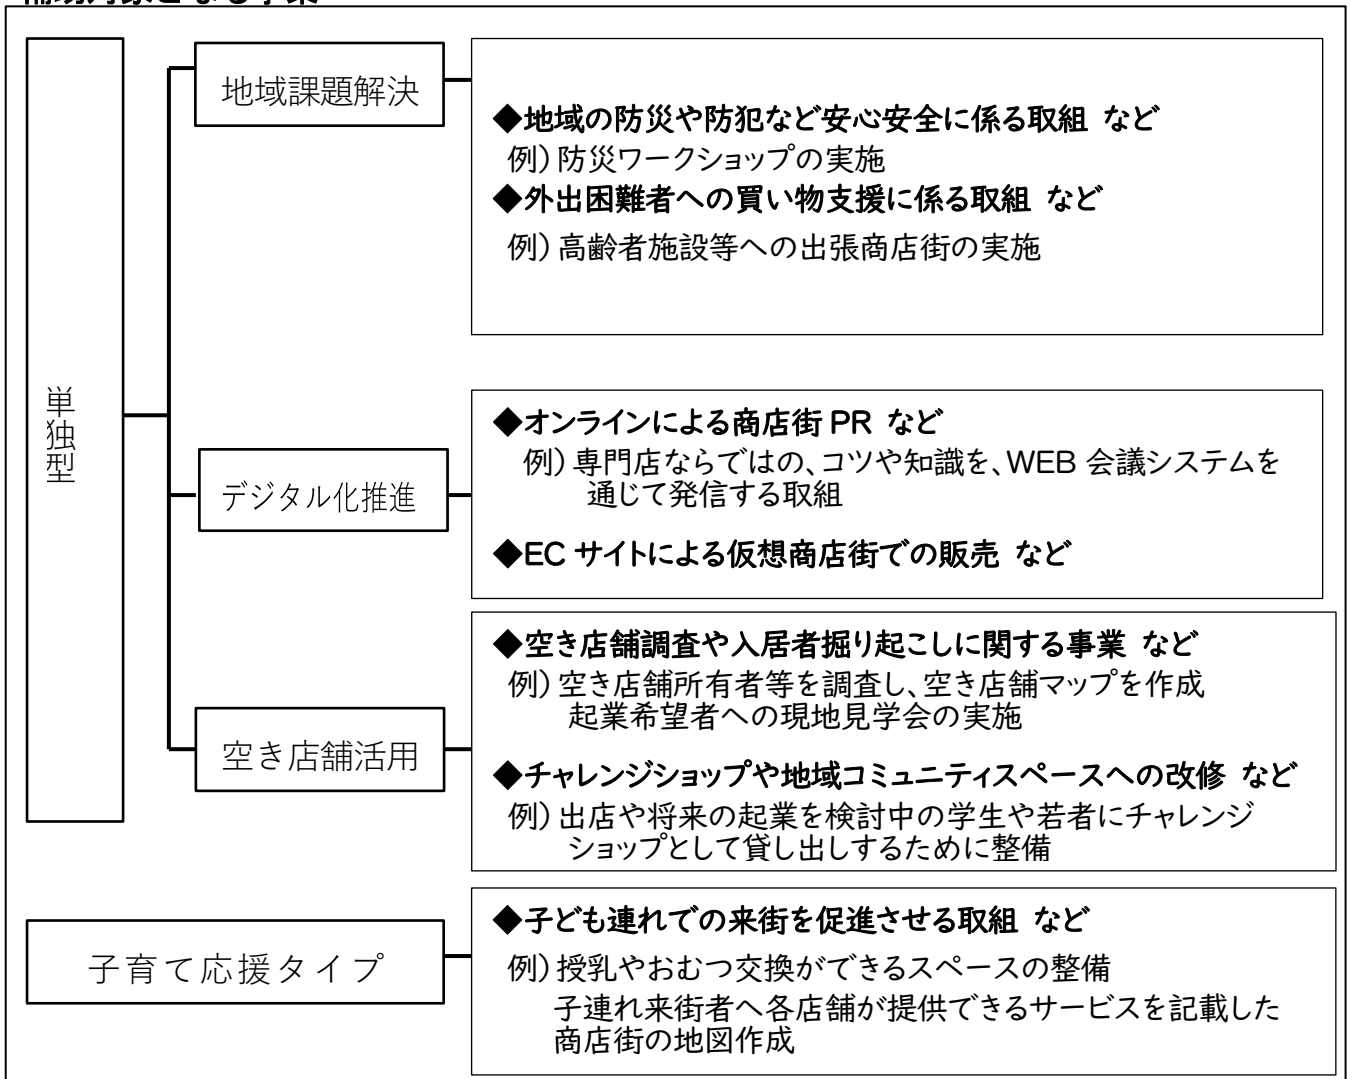 補助対象となる事業
単独型
地域課題解決
◆地域の防災や防犯など安心安全に係る取組 など
例)防災ワークショップの実施
◆外出困難者への買い物支援に係る取組 など
例)高齢者施設等への出張商店街の実施
デジタル化推進
◆オンラインによる商店街 PR など
例)専門店ならではの、コツや知識を、WEB 会議システムを
通じて発信する取組
◆EC サイトによる仮想商店街での販売 など
空き店舗活用
◆空き店舗調査や入居者掘り起こしに関する事業 など
例)空き店舗所有者等を調査し、空き店舗マップを作成
起業希望者への現地見学会の実施
◆チャレンジショップや地域コミュニティスペースへの改修 など
例)出店や将来の起業を検討中の学生や若者にチャレンジ
ショップとして貸し出しするために整備
子育て応援タイプ
◆子ども連れでの来街を促進させる取組 など
例)授乳やおむつ交換ができるスペースの整備
子連れ来街者へ各店舗が提供できるサービスを記載した
商店街の地図作成